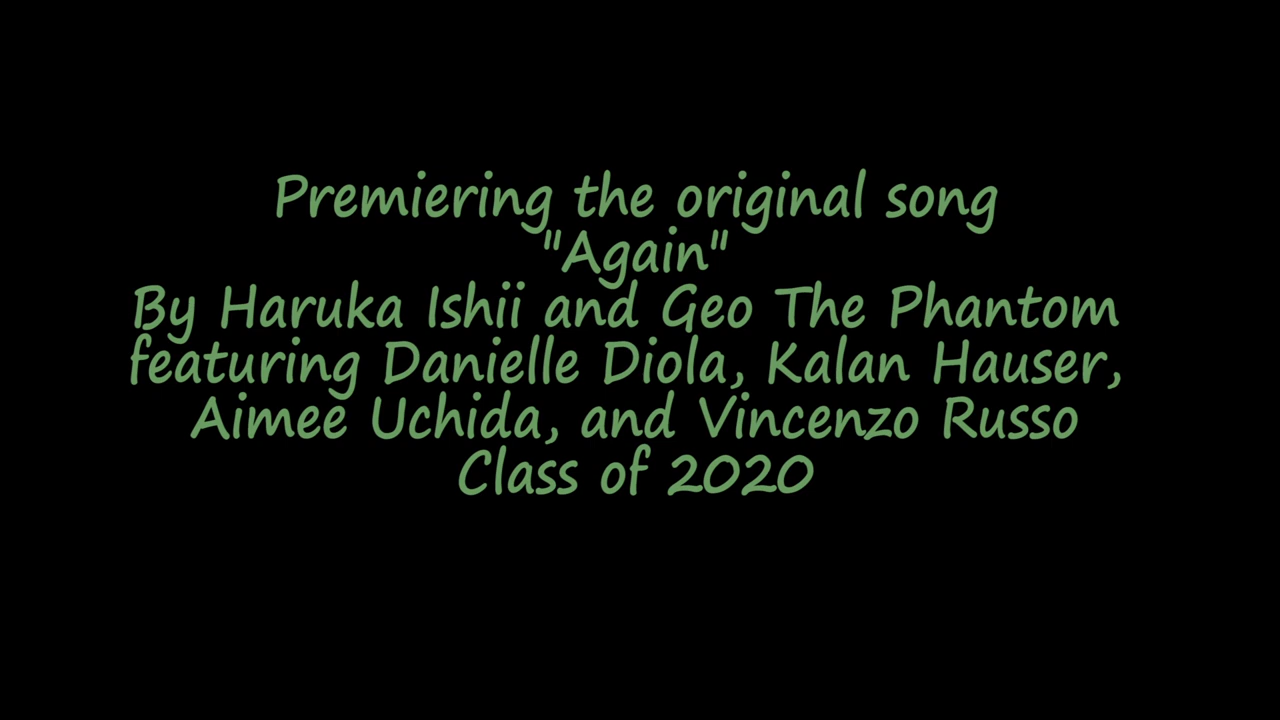 Premiering the original song
"Again"
By Haruka Ishii and Geo The Phantom
featuring Danielle Diola, Kalan Hauser,
Aimee Uchida, and Vincenzo Russo
Class of 2020